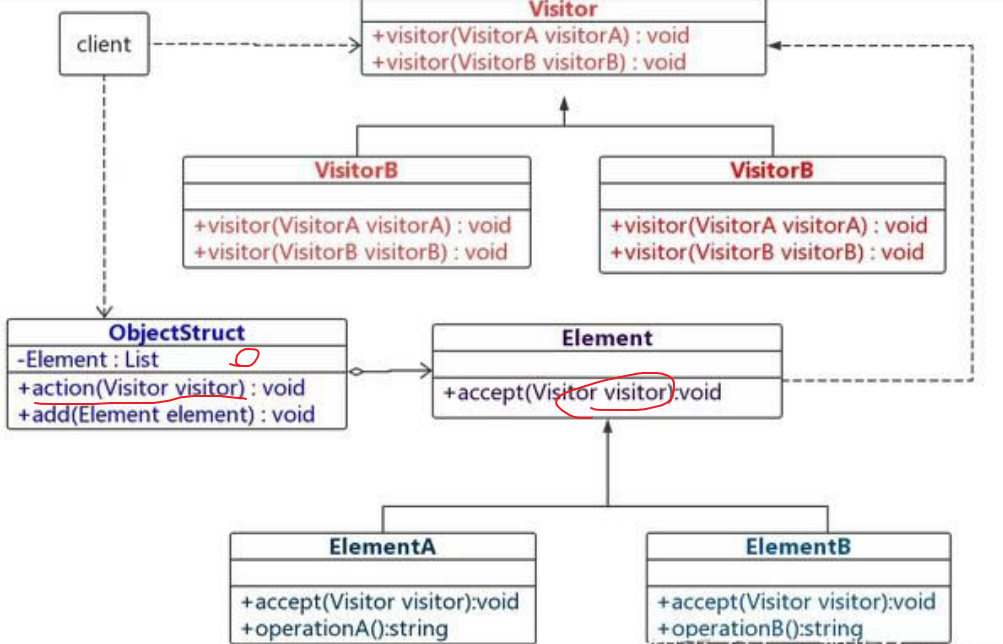 Visitor
client
+visitor(VisitorA visitorA) : void
+visitor(VisitorB visitorB) : void
VisitorB
+visitor(VisitorA visitorA) : void
+visitor(VisitorB visitorB) : void
VisitorB
+visitor(VisitorA visitorA) : void
+visitor(VisitorB visitorB) : void
ObjectStruct
-Element : List
+action(Visitor visitor) : void
+add(Element element) : void
Element
+accept(Visitor visitor):void
ElementA
+accept(Visitor visitor):void
+operationA():string
ElementB
+accept(Visitor visitor):void
+operationB():string